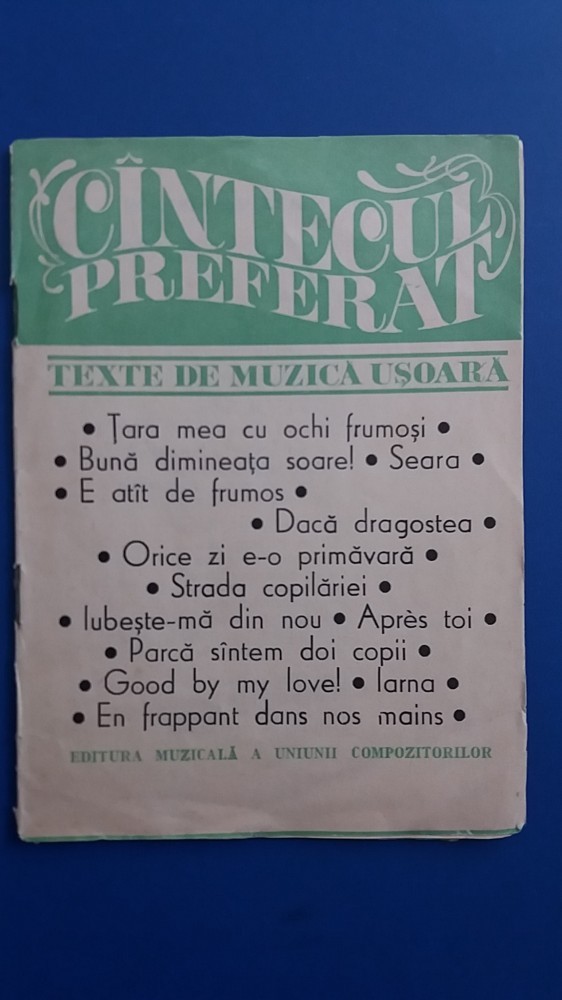 CÎNTECUL
PREFERAT
TEXTE DE MUZICĂ UȘOARĂ
• Țara mea cu ochi frumoși •
• Bună dimineața soare! • Seara •
• E atît de frumos •
• Dacă dragostea •
• Orice zi e-o primăvară •
• Strada copilăriei •
• Iubește-mă din nou • Après toi •
• Parcă sîntem doi copii •
• Good by my love! • Iarna •
• En frappant dans nos mains •
EDITURA MUZICALĂ A UNIUNII COMPOZITORILOR